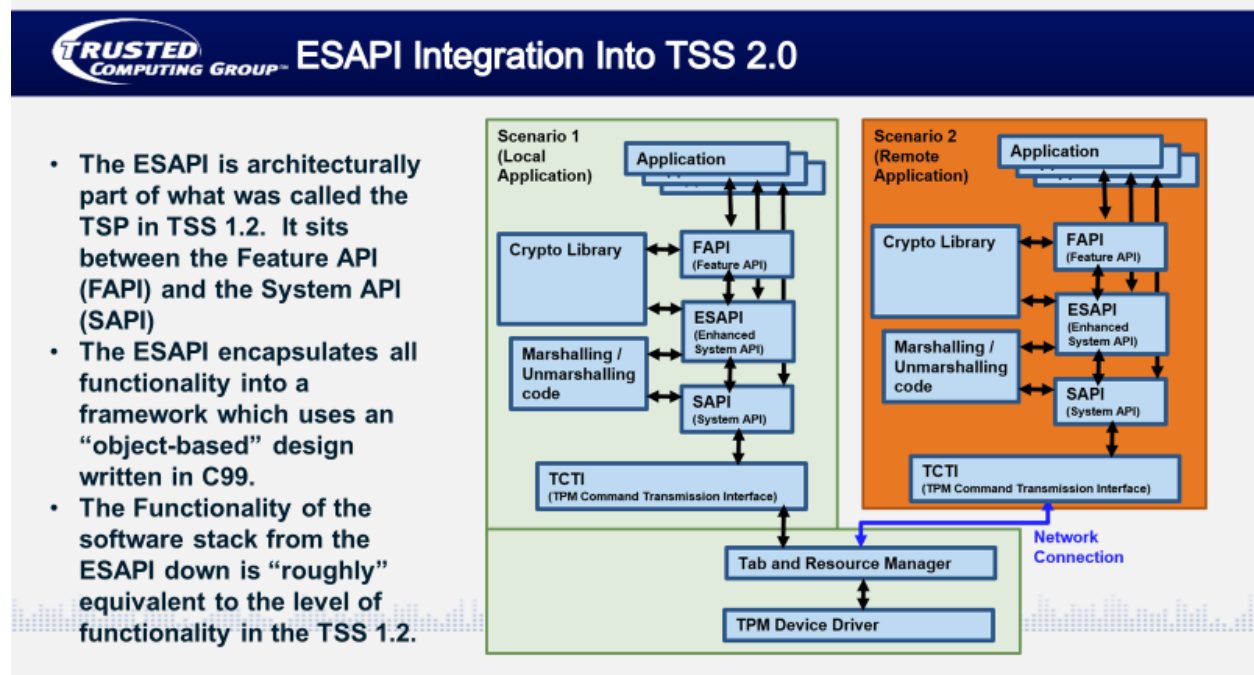 TRUSTED
COMPUTING GROUP™
ESAPI Integration Into TSS 2.0
• The ESAPI is architecturally
part of what was called the
TSP in TSS 1.2. It sits
between the Feature API
(FAPI) and the System API
(SAPI)
• The ESAPI encapsulates all
functionality into a
framework which uses an
“object-based” design
written in C99.
• The Functionality of the
software stack from the
ESAPI down is “roughly”
equivalent to the level of
functionality in the TSS 1.2.
Scenario 1
(Local
Application)
Application
Crypto Library
FAPI
(Feature API)
ESAPI
(Enhanced
System API)
Marshalling /
Unmarshalling
code
SAPI
(System API)
TCTI
(TPM Command Transmission Interface)
Scenario 2
(Remote
Application)
Application
Crypto Library
FAPI
(Feature API)
ESAPI
(Enhanced
System API)
Marshalling /
Unmarshalling
code
SAPI
(System API)
TCTI
(TPM Command Transmission Interface)
Network
Connection
Tab and Resource Manager
TPM Device Driver